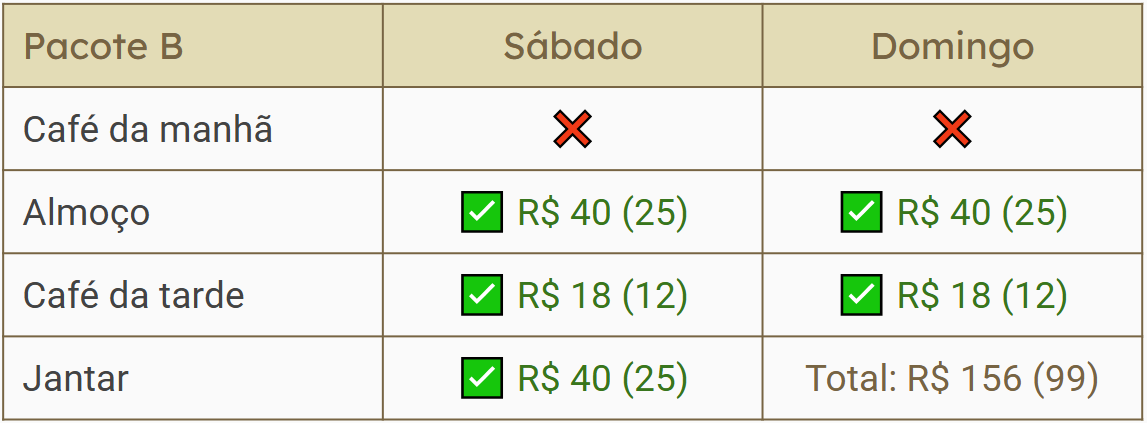 Pacote B Sábado Domingo
Café da manhã ❌ ❌
Almoço ✅ R$ 40 (25) ✅ R$ 40 (25)
Café da tarde ✅ R$ 18 (12) ✅ R$ 18 (12)
Jantar ✅ R$ 40 (25) Total: R$ 156 (99)